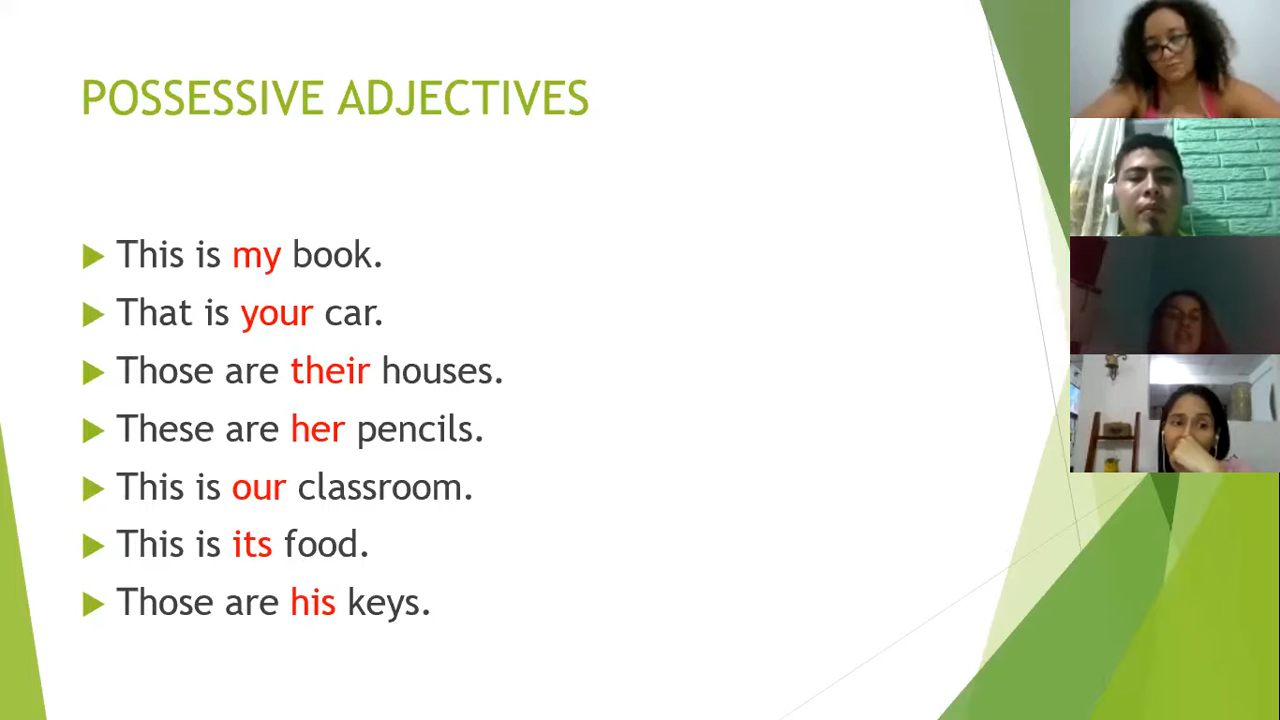 POSSESSIVE ADJECTIVES
This is my book.
That is your car.
Those are their houses.
These are her pencils.
This is our classroom.
This is its food.
Those are his keys.